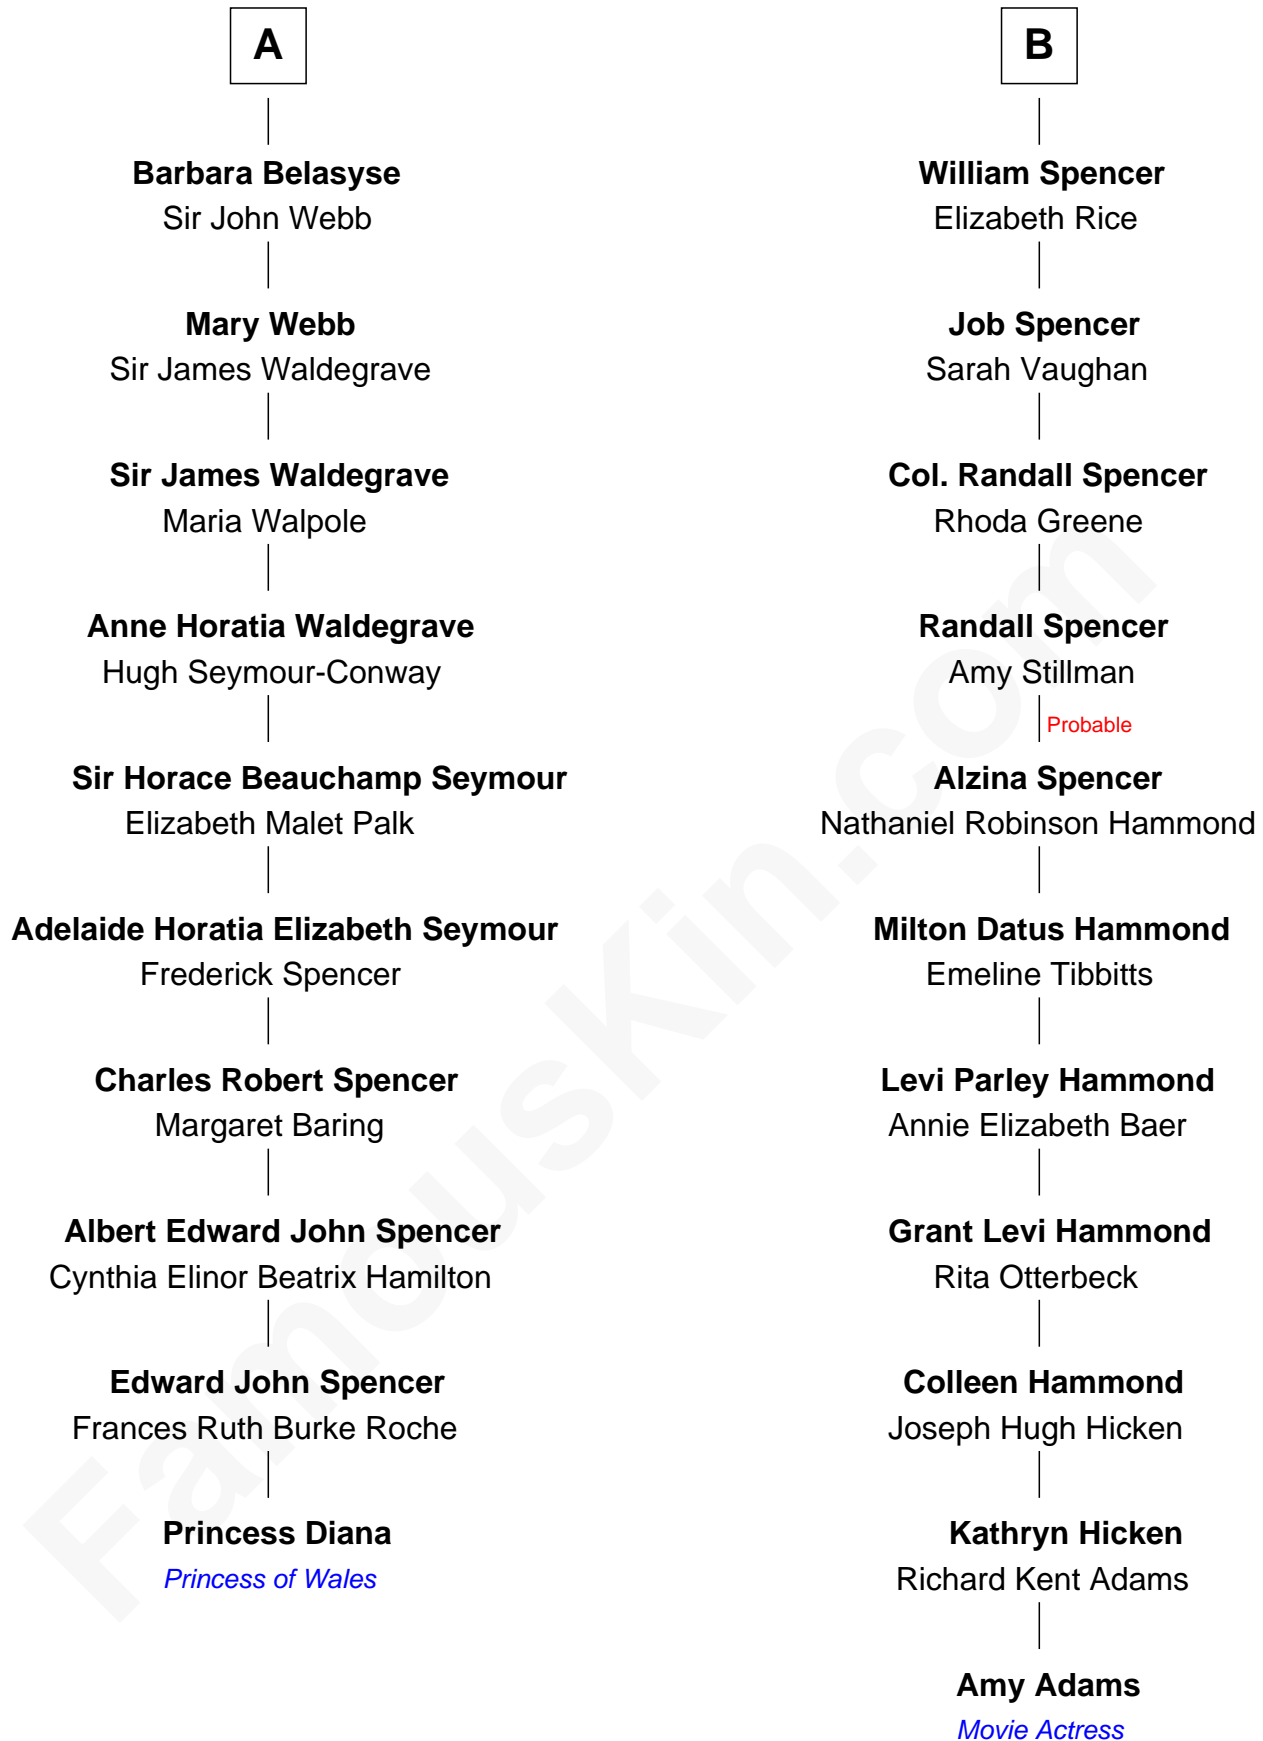 A
Barbara Belasyse
Sir John Webb
Mary Webb
Sir James Waldegrave
Sir James Waldegrave
Maria Walpole
Anne Horatia Waldegrave
Hugh Seymour-Conway
Sir Horace Beauchamp Seymour
Elizabeth Malet Palk
Adelaide Horatia Elizabeth Seymour
Frederick Spencer
Charles Robert Spencer
Margaret Baring
Albert Edward John Spencer
Cynthia Elinor Beatrix Hamilton
Edward John Spencer
Frances Ruth Burke Roche
Princess Diana
Princess of Wales
B
William Spencer
Elizabeth Rice
Job Spencer
Sarah Vaughan
Col. Randall Spencer
Rhoda Greene
Randall Spencer
Amy Stillman
Probable
Alzina Spencer
Nathaniel Robinson Hammond
Milton Datus Hammond
Emeline Tibbitts
Levi Parley Hammond
Annie Elizabeth Baer
Grant Levi Hammond
Rita Otterbeck
Colleen Hammond
Joseph Hugh Hicken
Kathryn Hicken
Richard Kent Adams
Amy Adams
Movie Actress
FamousKin.com